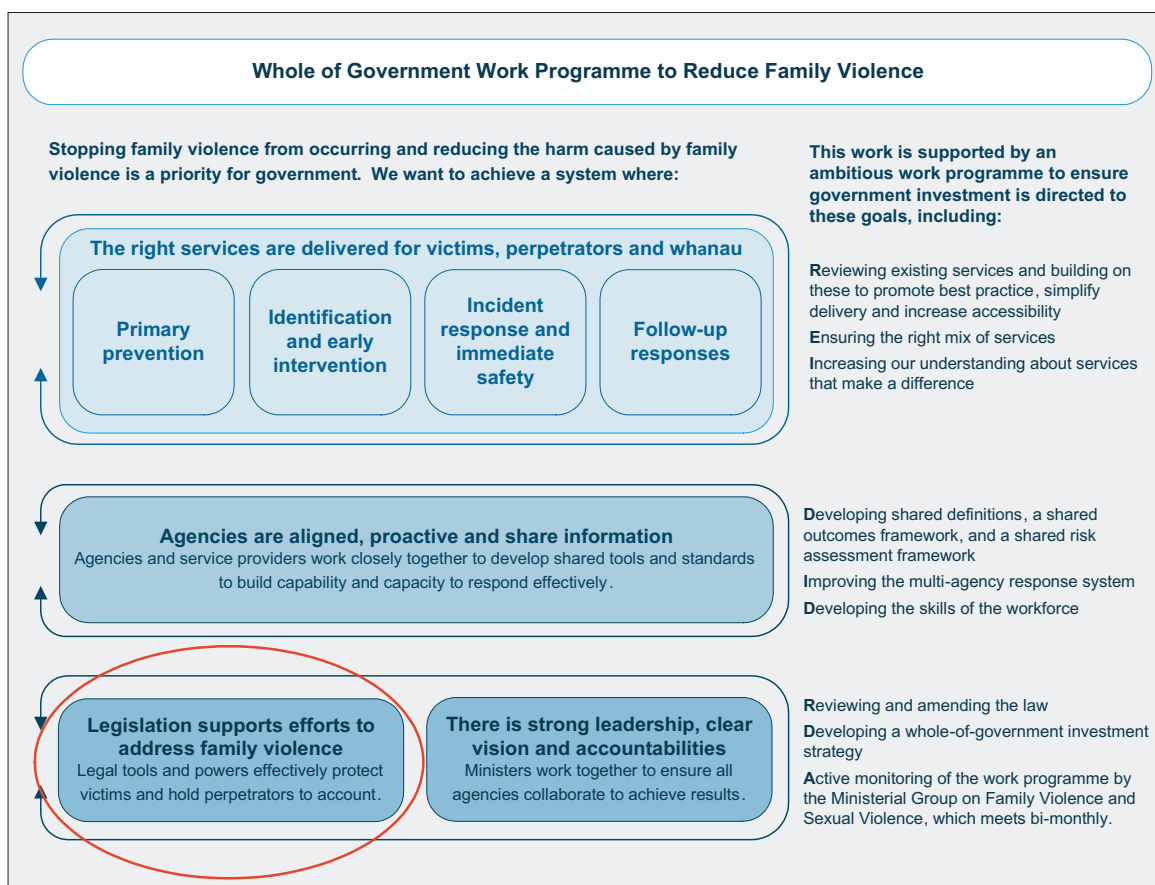 Whole of Government Work Programme to Reduce Family Violence
Stopping family violence from occurring and reducing the harm caused by family
violence is a priority for government. We want to achieve a system where:
The right services are delivered for victims, perpetrators and whanau
Primary
prevention
Identification
and early
intervention
Incident
response and
immediate
safety
Follow-up
responses
Agencies are aligned, proactive and share information
Agencies and service providers work closely together to develop shared tools and standards
to build capability and capacity to respond effectively.
Legislation supports efforts to
address family violence
Legal tools and powers effectively protect
victims and hold perpetrators to account.
There is strong leadership, clear
vision and accountabilities
Ministers work together to ensure all
agencies collaborate to achieve results.
This work is supported by an
ambitious work programme to ensure
government investment is directed to
these goals, including:
Reviewing existing services and building on
these to promote best practice, simplify
delivery and increase accessibility
Ensuring the right mix of services
Increasing our understanding about services
that make a difference
Developing shared definitions, a shared
outcomes framework, and a shared risk
assessment framework
Improving the multi-agency response system
Developing the skills of the workforce
Reviewing and amending the law
Developing a whole-of-government investment
strategy
Active monitoring of the work programme by
the Ministerial Group on Family Violence and
Sexual Violence, which meets bi-monthly.